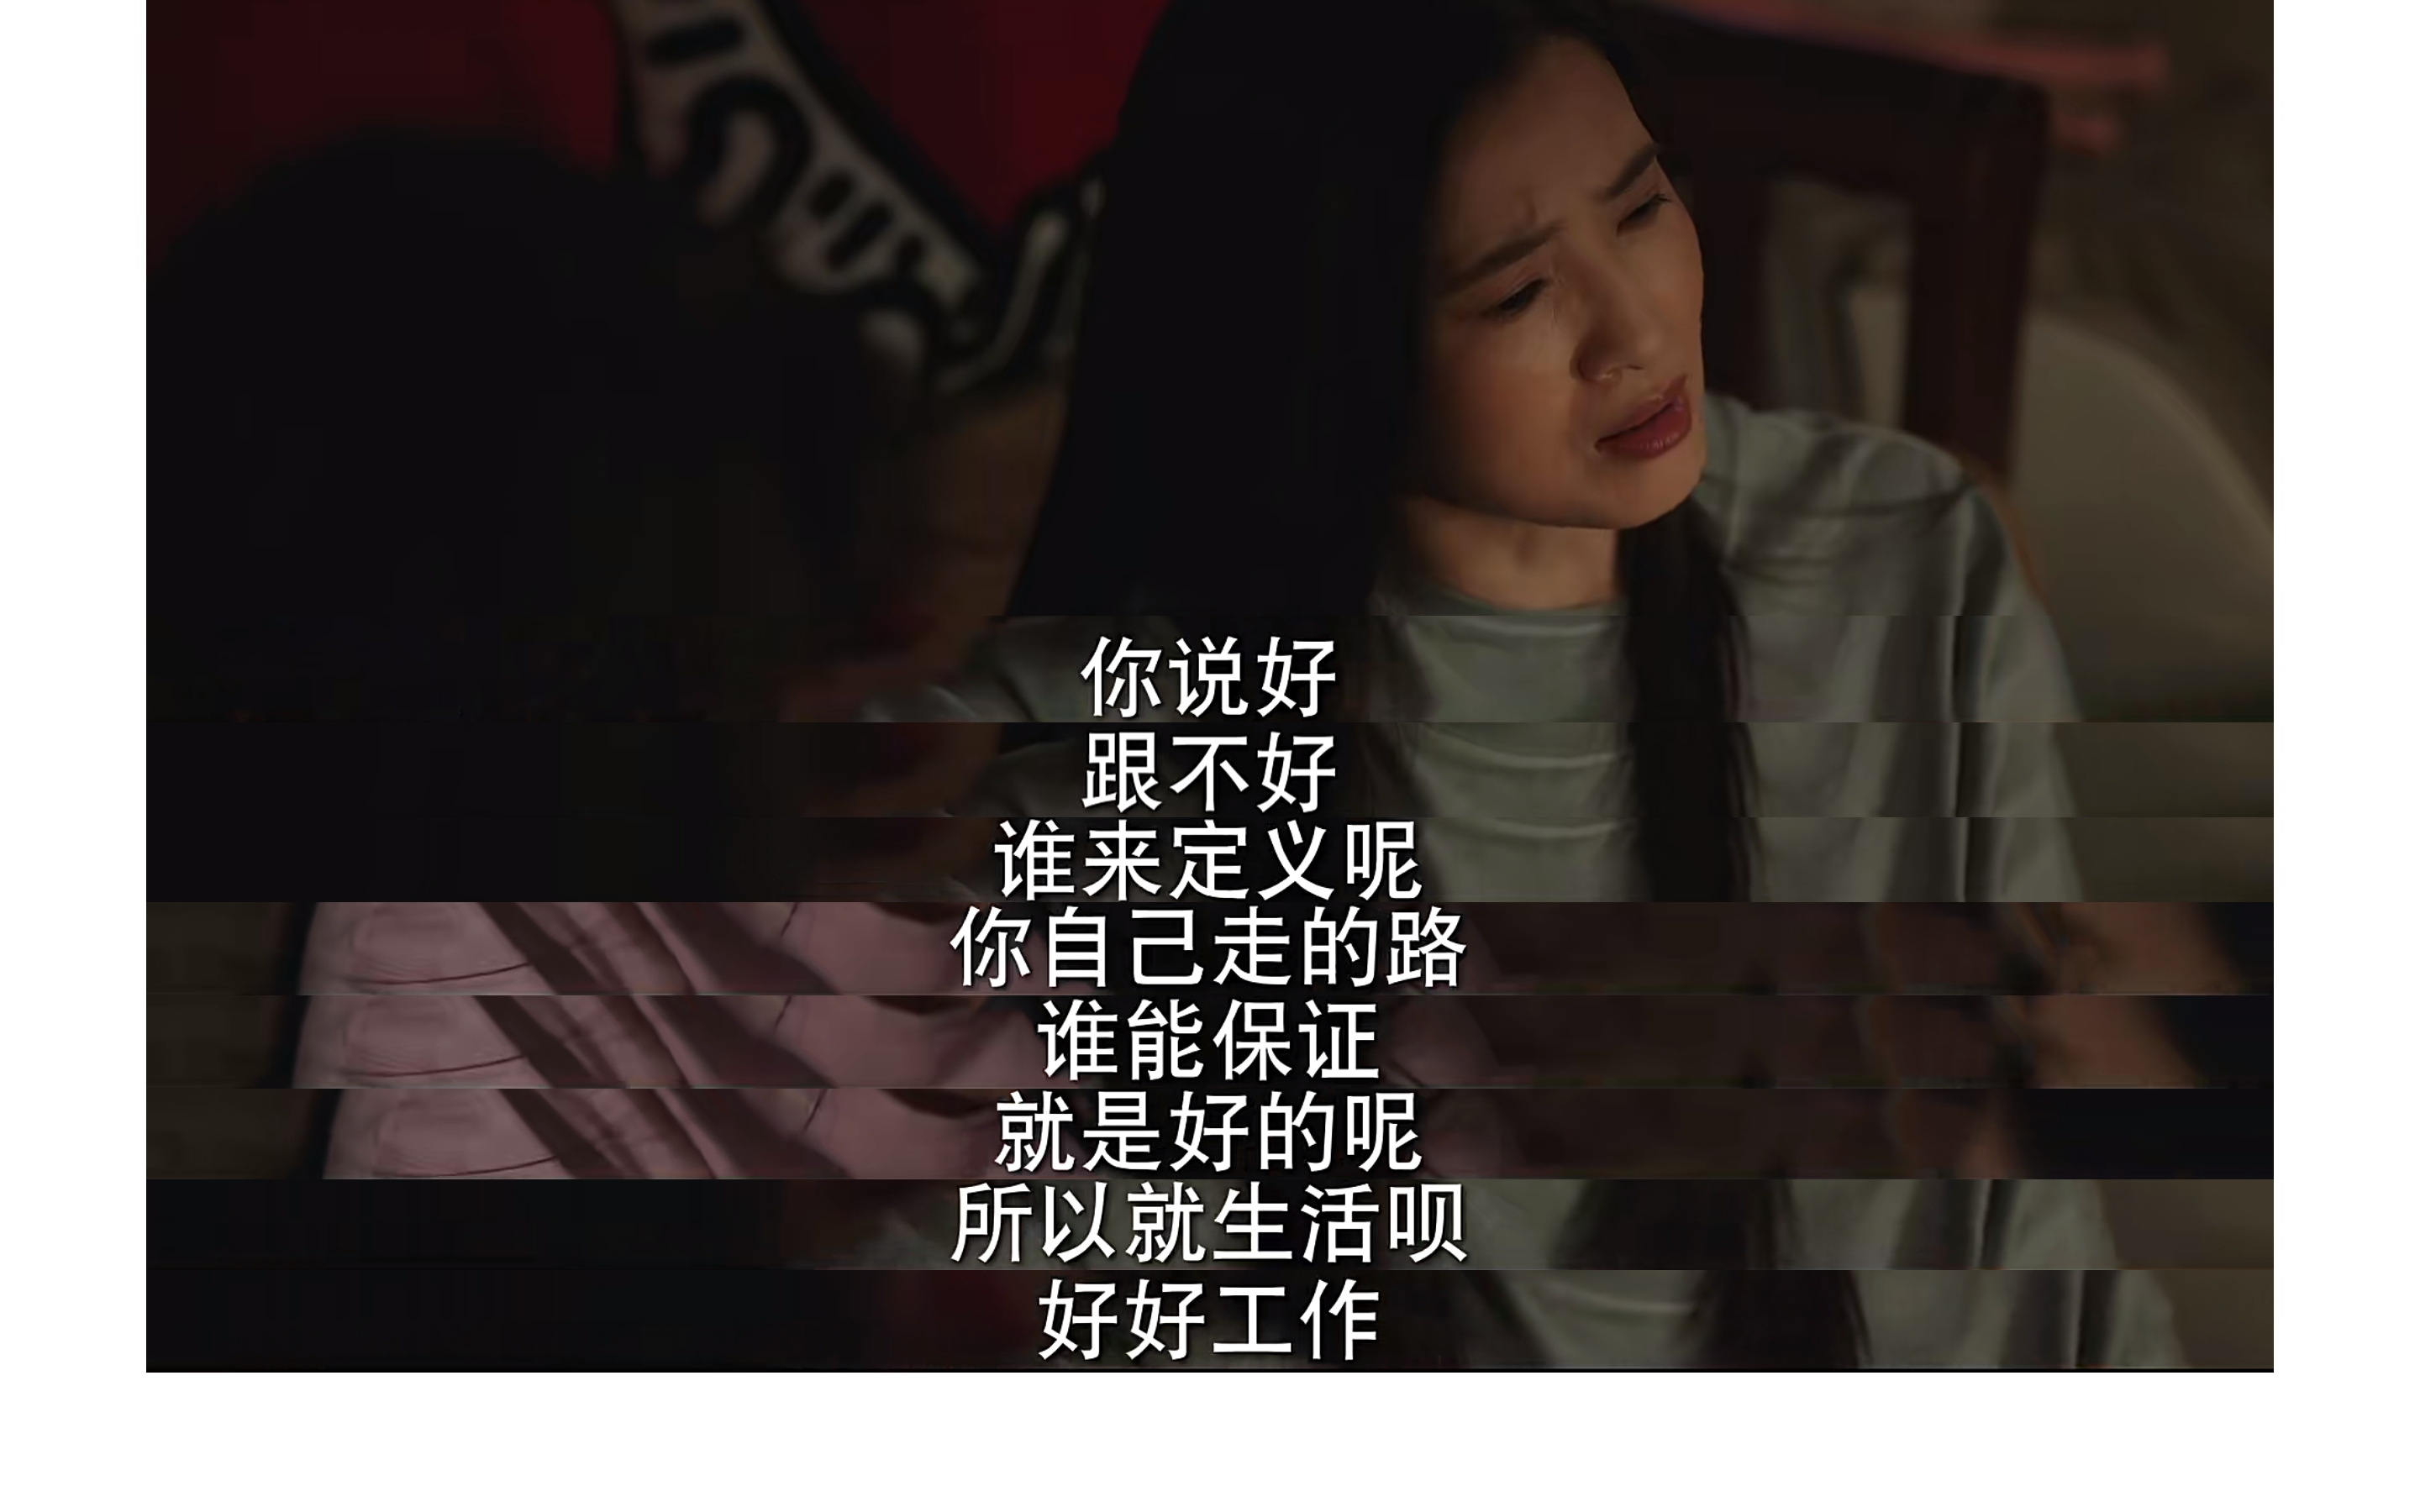 你说好
跟不好
谁来定义呢
你自己走的路
谁能保证
就是好的呢
所以就生活呗
好好工作